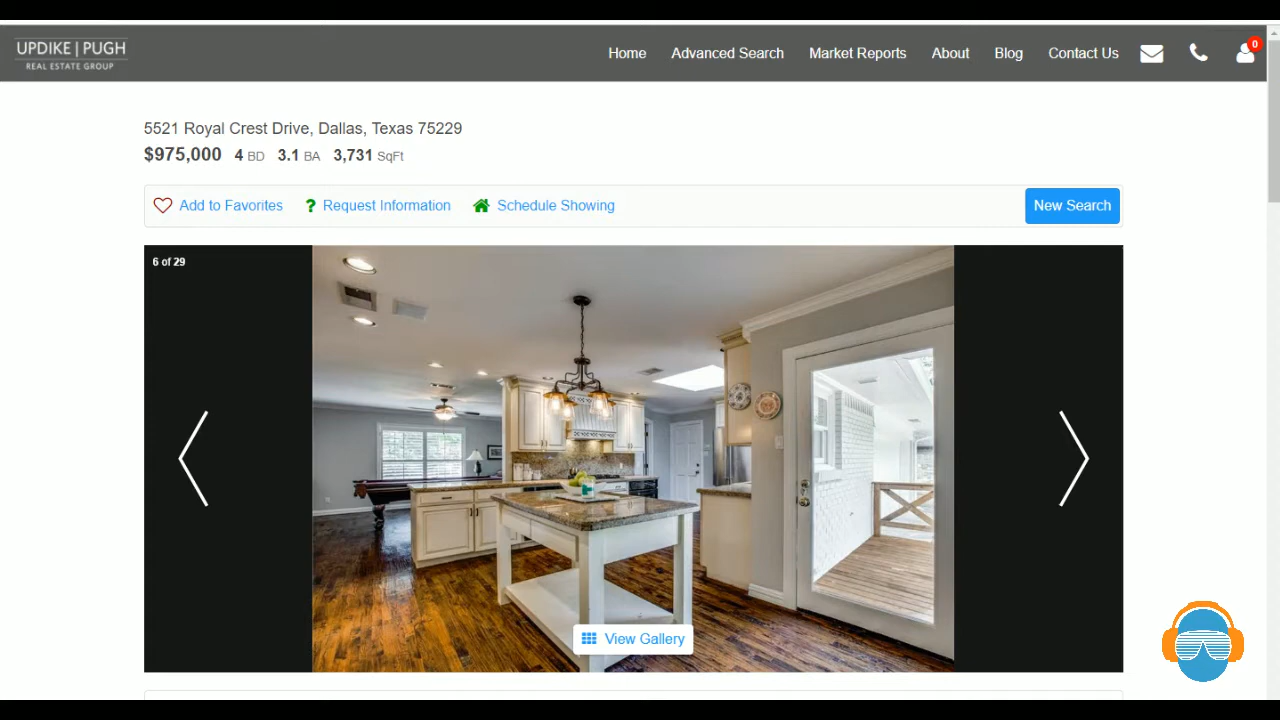 UPDIKE | PUGH
REAL ESTATE GROUP
Home Advanced Search Market Reports About Blog Contact Us 0
5521 Royal Crest Drive, Dallas, Texas 75229
$975,000 4 BD 3.1 BA 3,731 SqFt
Add to Favorites ? Request Information Schedule Showing New Search
6 of 29
View Gallery